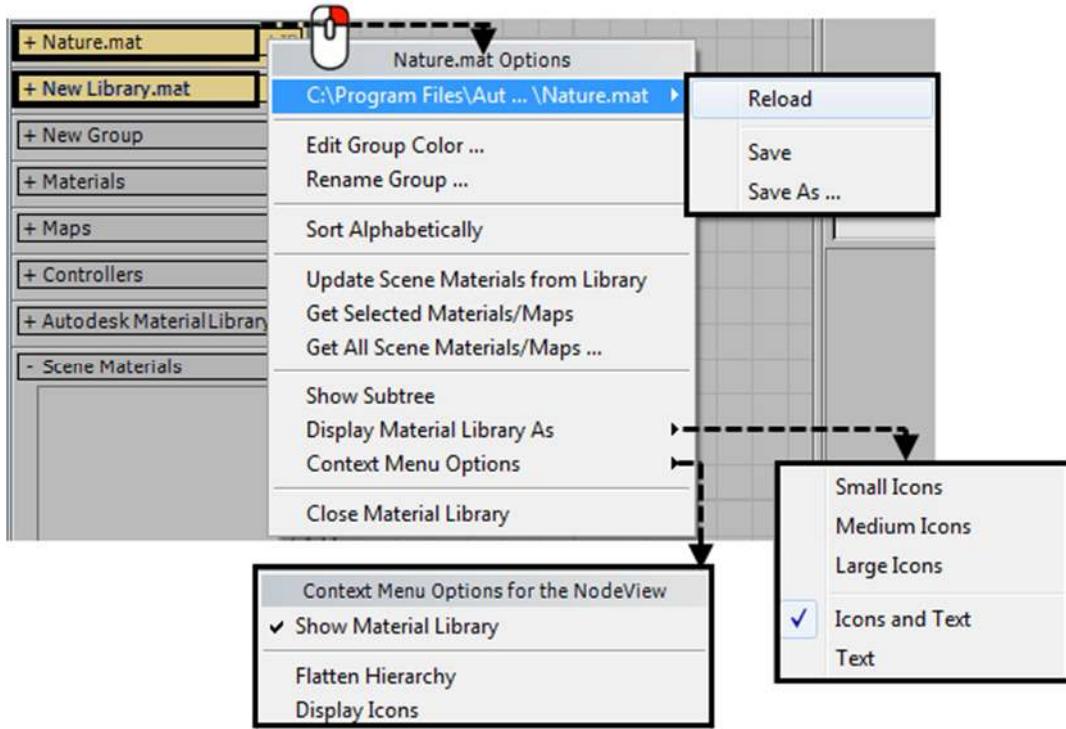 + Nature.mat
+ New Library.mat
+ New Group
+ Materials
+ Maps
+ Controllers
+ Autodesk Material Library
- Scene Materials
Nature.mat Options
C:\Program Files\Aut ... \Nature.mat
Edit Group Color ...
Rename Group ...
Sort Alphabetically
Update Scene Materials from Library
Get Selected Materials/Maps
Get All Scene Materials/Maps ...
Show Subtree
Display Material Library As
Context Menu Options
Close Material Library
Reload
Save
Save As ...
Small Icons
Medium Icons
Large Icons
Icons and Text
Text
Context Menu Options for the NodeView
Show Material Library
Flatten Hierarchy
Display Icons